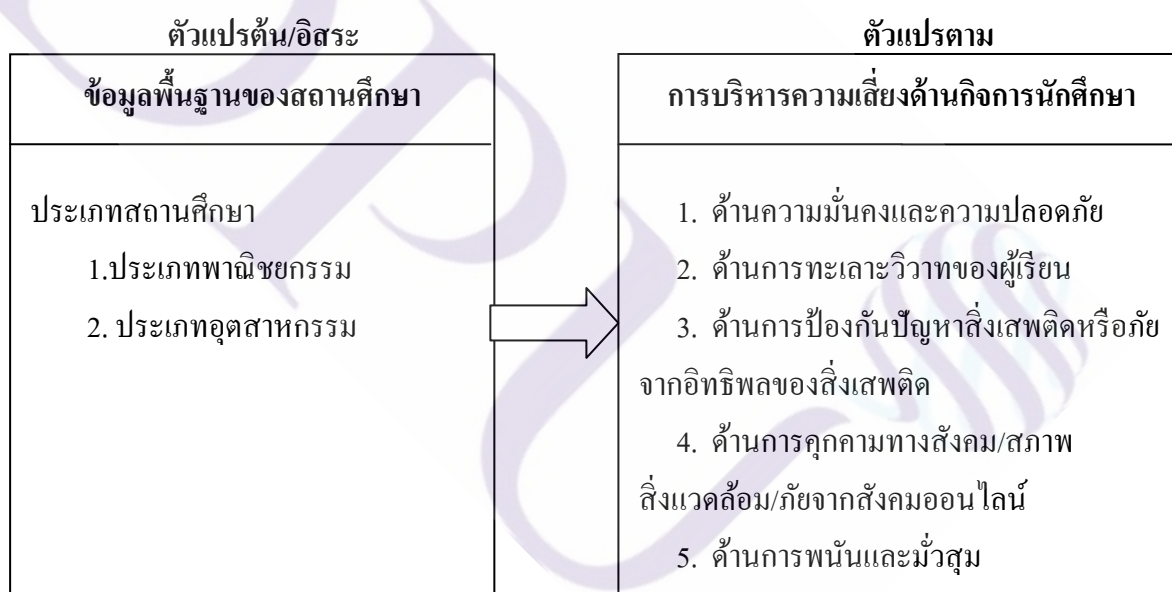 ตัวแปรต้น/อิสระ
ข้อมูลพื้นฐานของสถานศึกษา
ประเภทสถานศึกษา
1.ประเภทพาณิชยกรรม
2. ประเภทอุตสาหกรรม
ตัวแปรตาม
การบริหารความเสี่ยงด้านกิจการนักศึกษา
1. ด้านความมั่นคงและความปลอดภัย
2. ด้านการทะเลาะวิวาทของผู้เรียน
3. ด้านการป้องกันปัญหาสิ่งเสพติดหรือภัย
จากอิทธิพลของสิ่งเสพติด
4. ด้านการคุกคามทางสังคม/สภาพ
สิ่งแวดล้อม/ภัยจากสังคมออนไลน์
5. ด้านการพนันและมั่วสุม